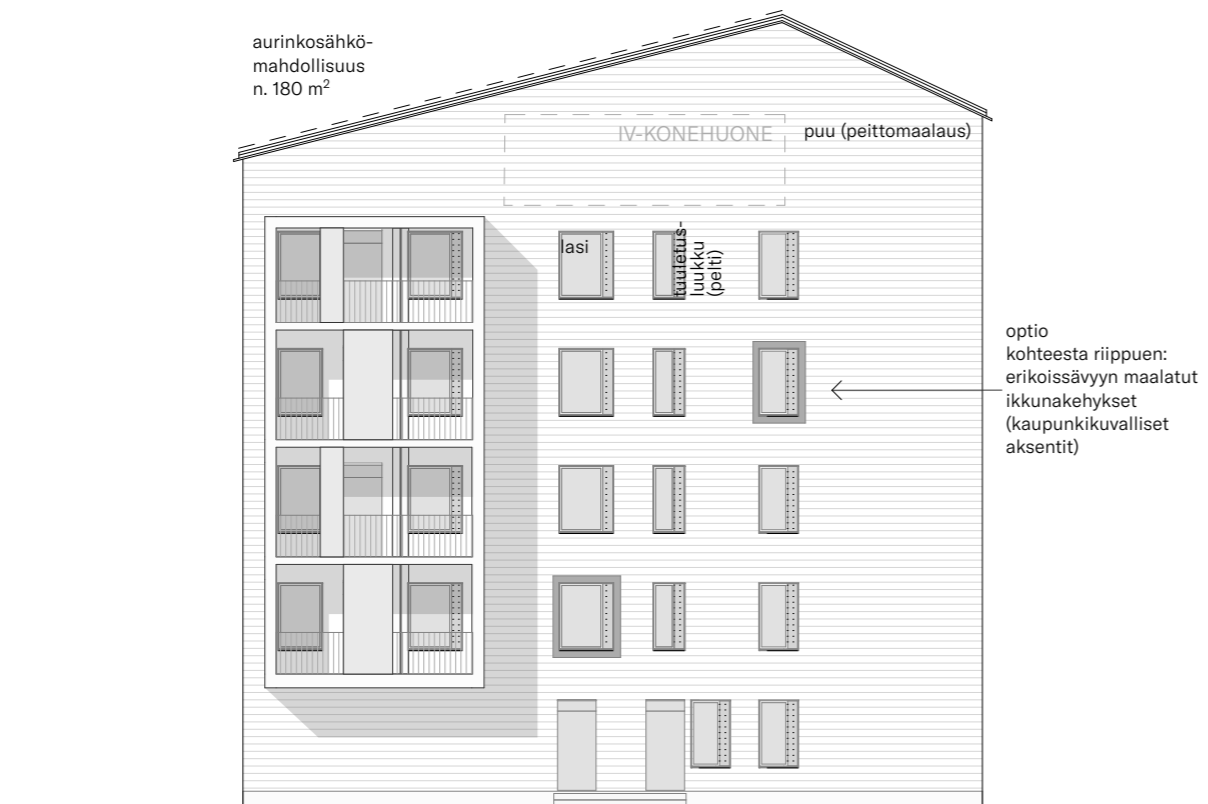 aurinkosähkö-
mahdollisuus
n. 180 m²
IV-KONEHUONE
puu (peittomaalaus)
lasi
tuuletus-
luukku
(pelti)
optio
kohteesta riippuen:
erikoissävyyn maalatut
ikkunakehykset
(kaupunkikuvalliset
aksentit)